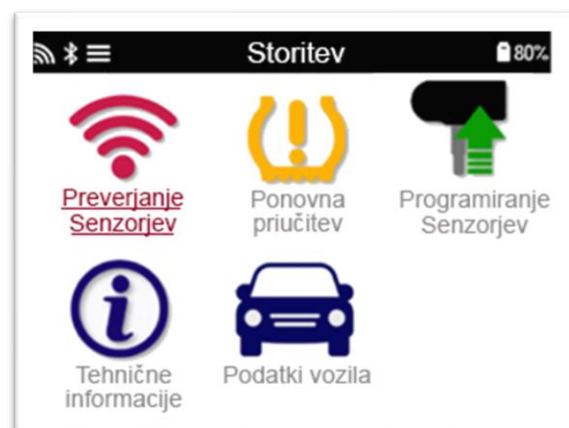 Storitev
80%
Preverjanje
Senzorjev
Ponovna
priučitev
Programiranje
Senzorjev
Tehnične
informacije
Podatki vozila